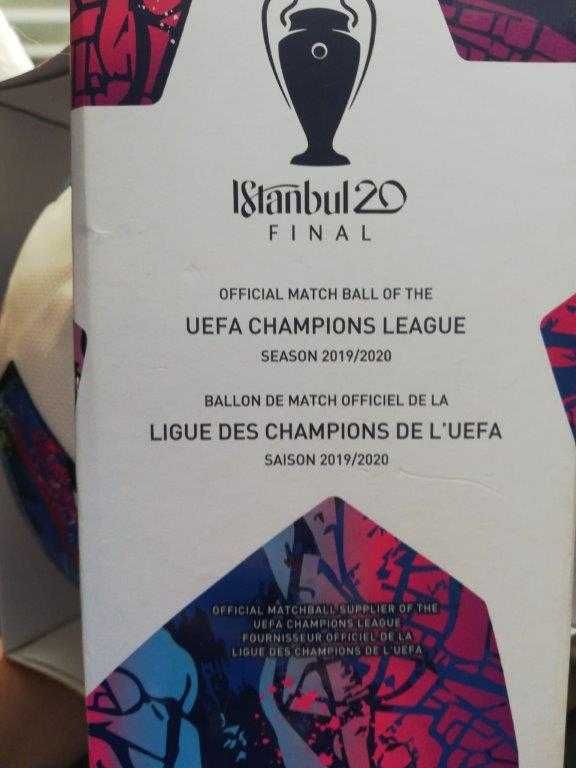 IStanbul 20
FINAL
OFFICIAL MATCH BALL OF THE
UEFA CHAMPIONS LEAGUE
SEASON 2019/2020
BALLON DE MATCH OFFICIEL DE LA
LIGUE DES CHAMPIONS DE L'UEFA
SAISON 2019/2020
OFFICIAL MATCHBALL SUPPLIER OF THE
UEFA CHAMPIONS LEAGUE
FOURNISSEUR OFFICIEL DE LA
LIGUE DES CHAMPIONS DE L'UEFA